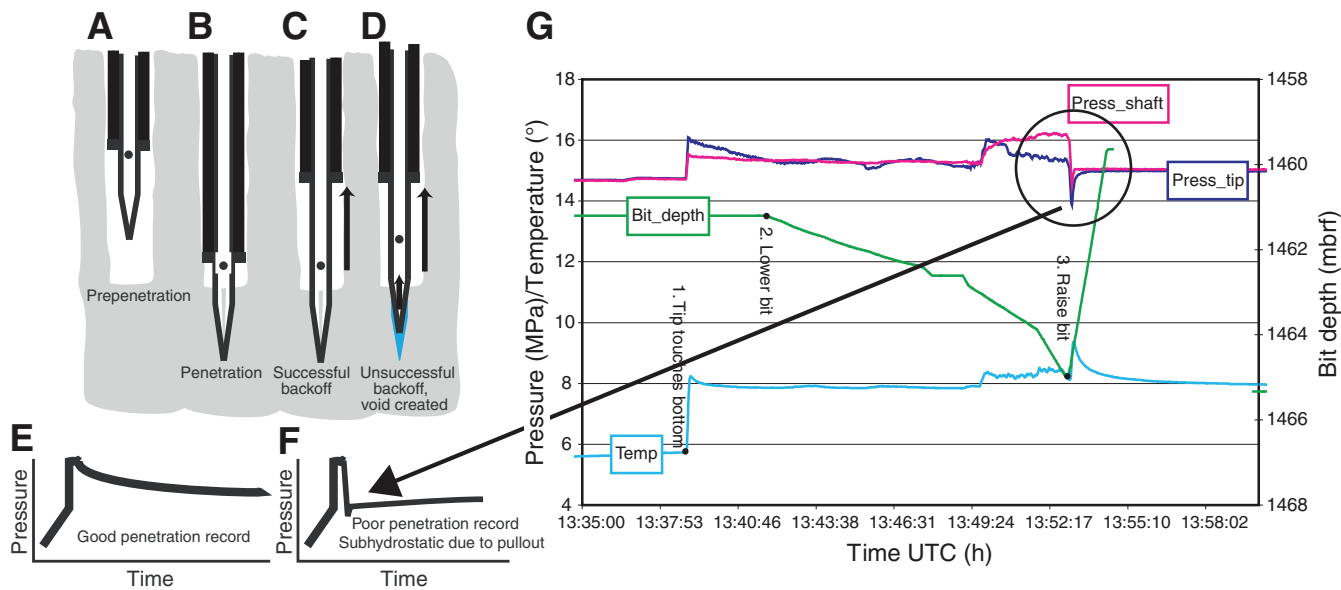 A
B
C
D
Prepenetration
Penetration
Successful
backoff
Unsuccessful
backoff,
void created
E
Pressure
Good penetration record
Time
F
Pressure
Poor penetration record
Subhydrostatic due to pullout
Time
G
Pressure (MPa)/Temperature (°)
18
16
14
12
10
8
6
4
Press_shaft
Press_tip
Bit_depth
Temp
1. Tip touches bottom
2. Lower bit
3. Raise bit
1458
1460
1462
1464
1466
1468
Bit depth (mbrf)
13:35:00 13:37:53 13:40:46 13:43:38 13:46:31 13:49:24 13:52:17 13:55:10 13:58:02
Time UTC (h)